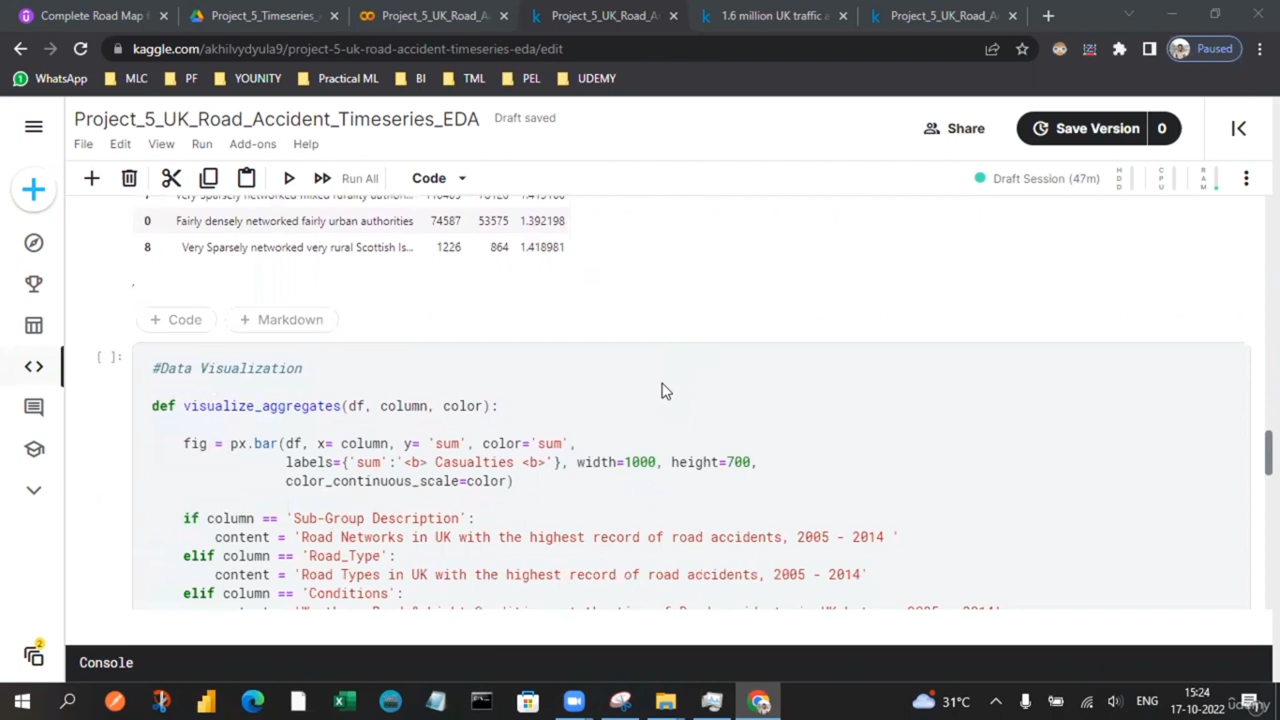 Complete Road Map f
Project_5_Timeseries_
Project_5_UK_Road_A
Project_5_UK_Road_A
1.6 million UK traffic a
Project_5_UK_Road_A
kaggle.com/akhilvydyula9/project-5-uk-road-accident-timeseries-eda/edit
Paused
WhatsApp
MLC
PF
YOUNITY
Practical ML
BI
TML
PEL
UDEMY
Project_5_UK_Road_Accident_Timeseries_EDA
Draft saved
Share
Save Version
0
File
Edit
View
Run
Add-ons
Help
Run All
Code
Draft Session (47m)
HDD
CPU
RAM
0 Fairly densely networked fairly urban authorities 74587 53575 1.392198
8 Very Sparsely networked very rural Scottish Is... 1226 864 1.418981
+ Code
+ Markdown
[ ]:
#Data Visualization
def visualize_aggregates(df, column, color):
fig = px.bar(df, x= column, y= 'sum', color='sum',
labels={'sum':'<b> Casualties <b>'}, width=1000, height=700,
color_continuous_scale=color)
if column == 'Sub-Group Description':
content = 'Road Networks in UK with the highest record of road accidents, 2005 - 2014 '
elif column == 'Road_Type':
content = 'Road Types in UK with the highest record of road accidents, 2005 - 2014'
elif column == 'Conditions':
2
Console
31°C
ENG
15:24
17-10-2022
udemy